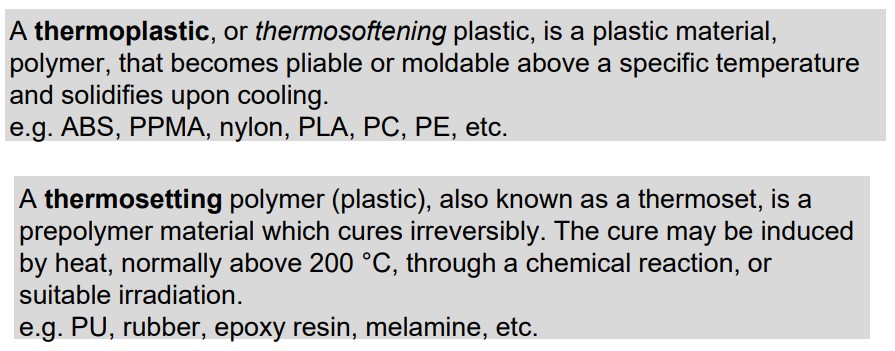 A thermoplastic, or thermosoftening plastic, is a plastic material,
polymer, that becomes pliable or moldable above a specific temperature
and solidifies upon cooling.
e.g. ABS, PPMA, nylon, PLA, PC, PE, etc.
A thermosetting polymer (plastic), also known as a thermoset, is a
prepolymer material which cures irreversibly. The cure may be induced
by heat, normally above 200 °C, through a chemical reaction, or
suitable irradiation.
e.g. PU, rubber, epoxy resin, melamine, etc.